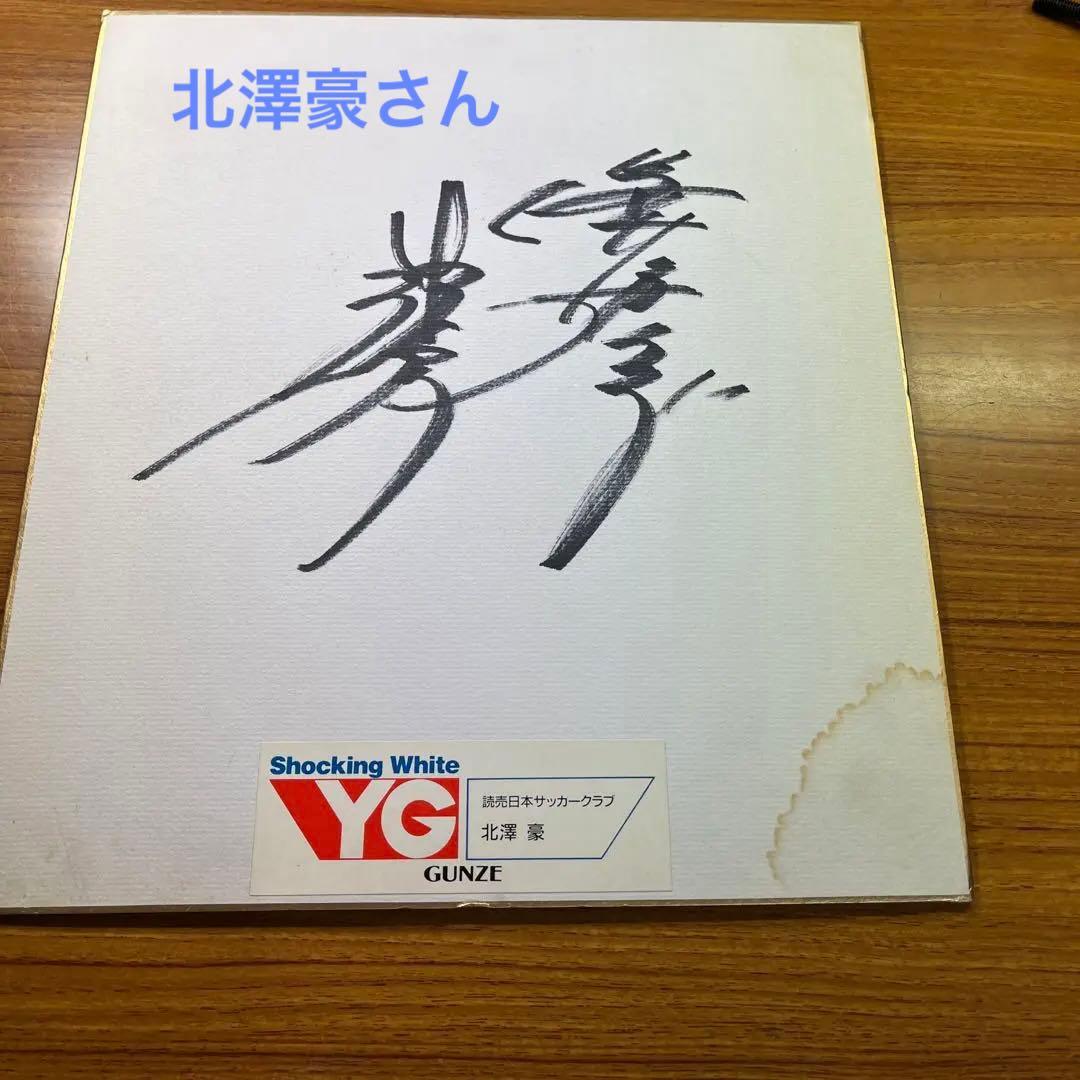 北澤豪さん
Shocking White
YG
読売日本サッカークラブ
北澤 豪
GUNZE